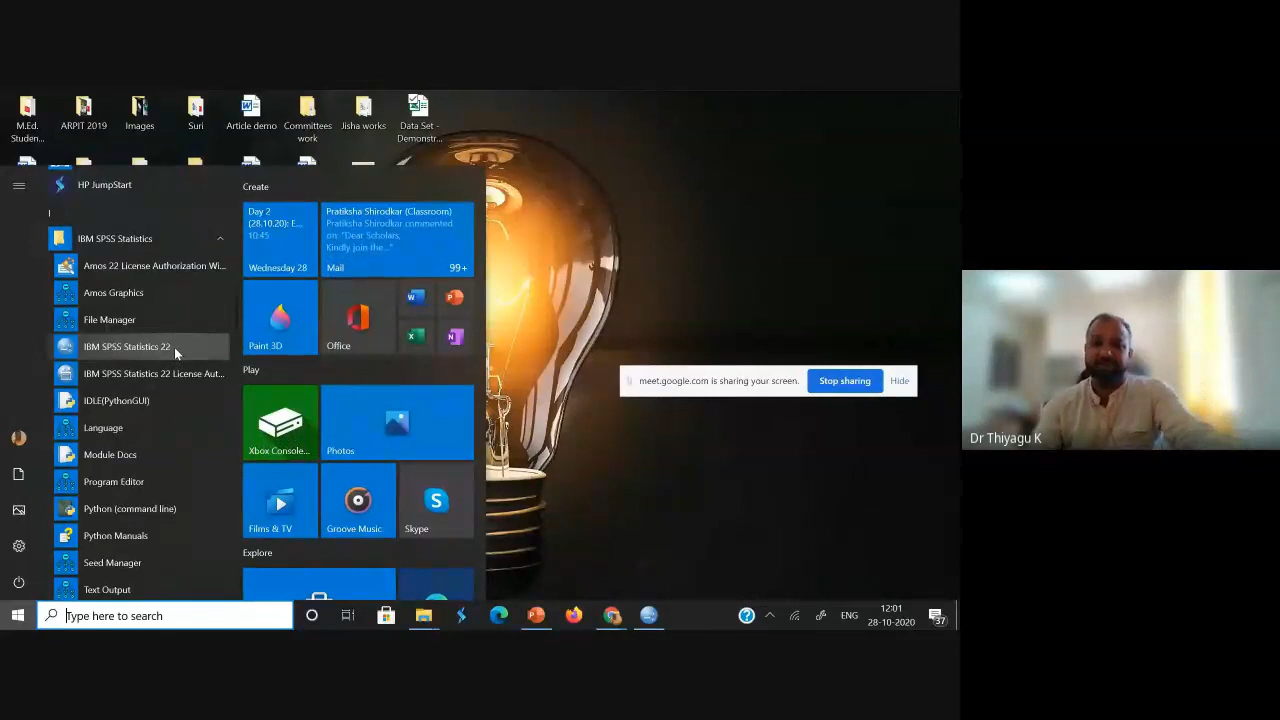 M.Ed.
Studen...
ARPIT 2019
Images
Suri
Article demo
Committees
work
Jisha works
Data Set -
Demonstr...
HP JumpStart
I
IBM SPSS Statistics
Amos 22 License Authorization Wi...
Amos Graphics
File Manager
IBM SPSS Statistics 22
IBM SPSS Statistics 22 License Aut...
IDLE(PythonGUI)
Language
Module Docs
Program Editor
Python (command line)
Python Manuals
Seed Manager
Text Output
Create
Day 2
(28.10.20): E...
10:45
Wednesday 28
Pratiksha Shirodkar (Classroom)
Pratiksha Shirodkar commented
on "Dear Scholars,
Kindly join the..."
Mail
99+
Paint 3D
Office
Play
Xbox Console...
Photos
Films & TV
Groove Music
Skype
Explore
meet.google.com is sharing your screen.
Stop sharing
Hide
Dr Thiyagu K
Type here to search
ENG
12:01
28-10-2020
37